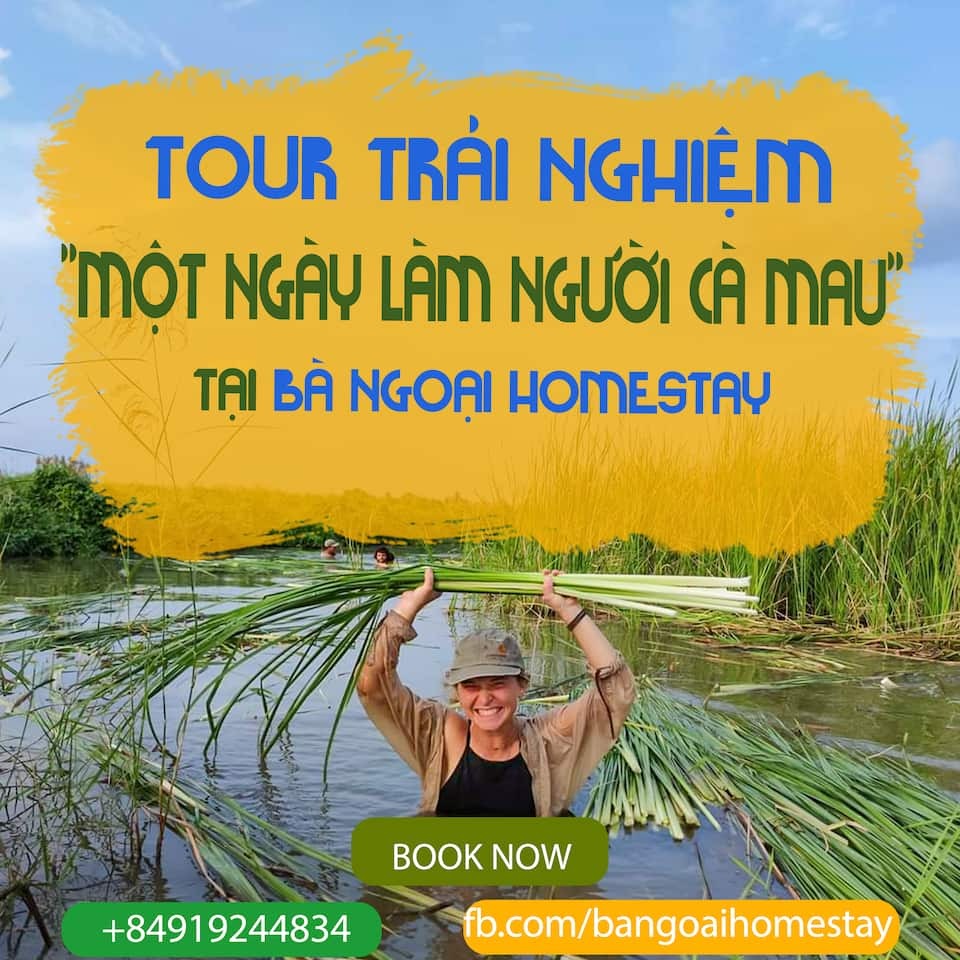 TOUR TRẢI NGHIỆM
"MỘT NGÀY LÀM NGƯỜI CÀ MAU"
TẠI BÀ NGOẠI HOMESTAY
BOOK NOW
+84919244834
fb.com/bangoaihomestay